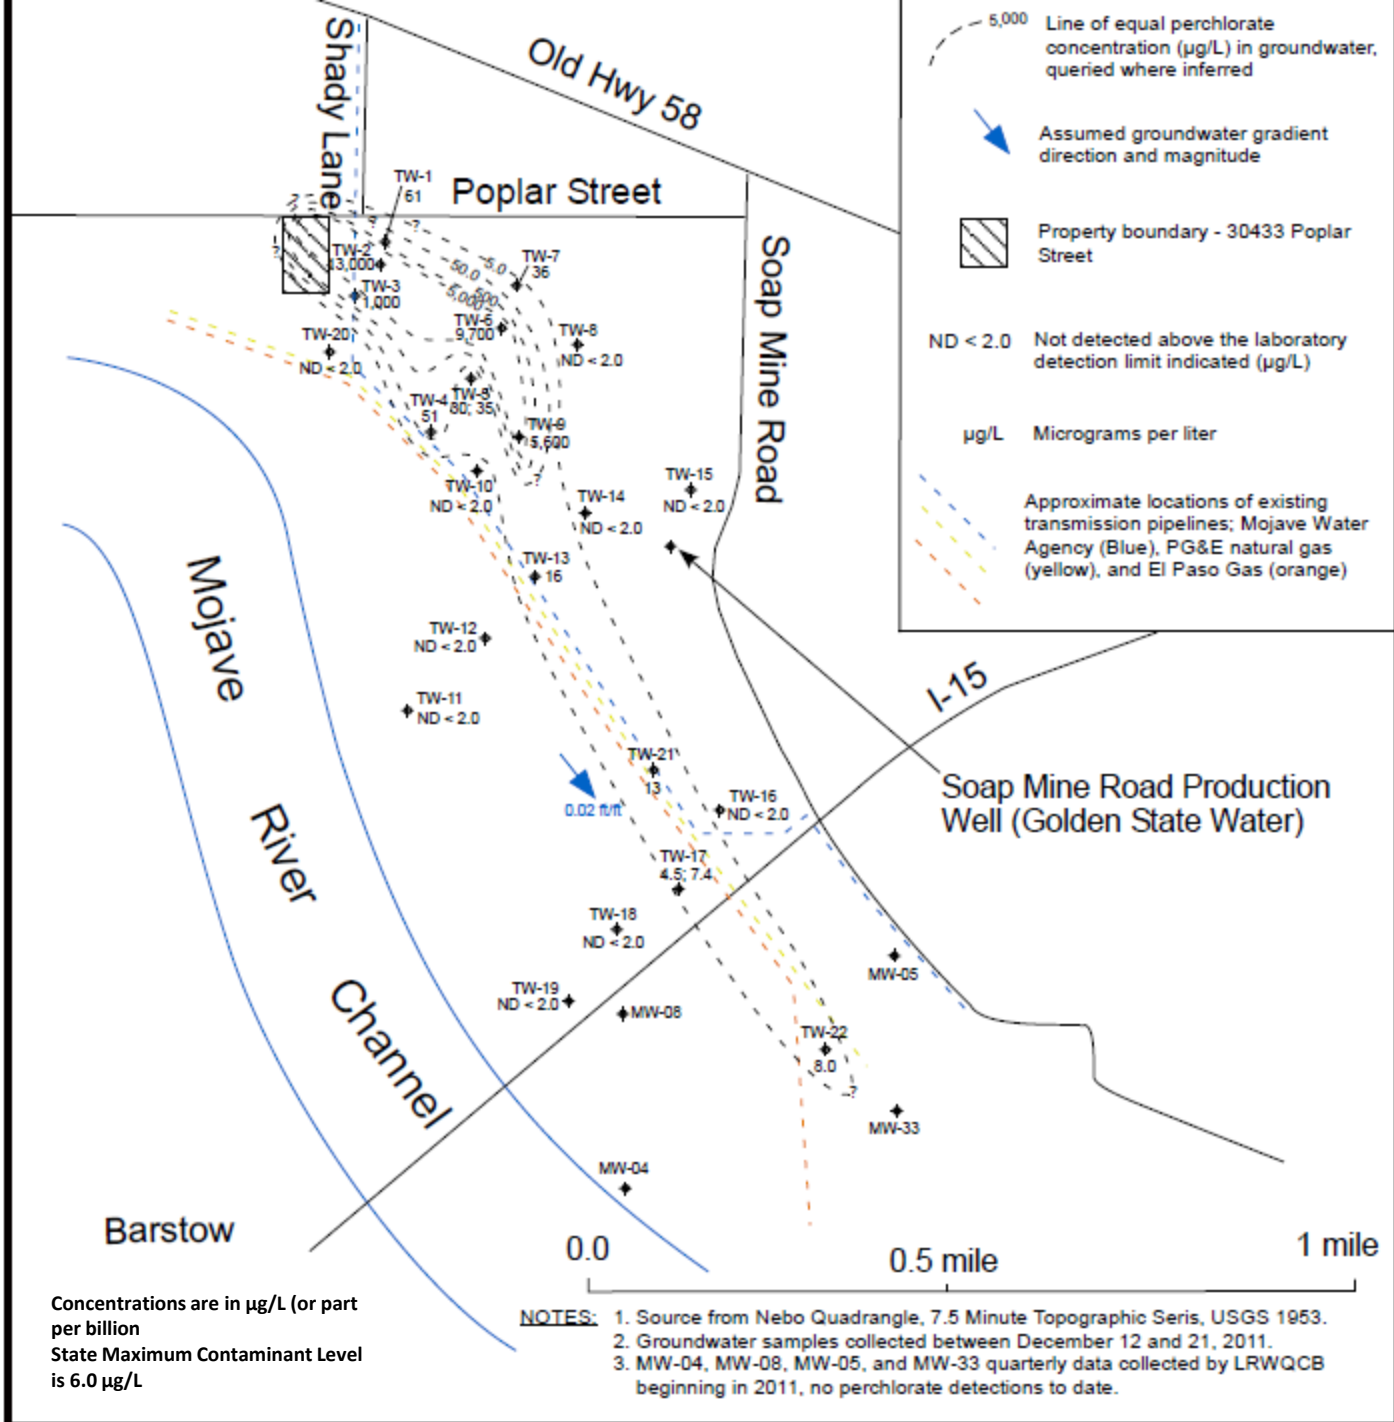 Shady Lane
Old Hwy 58
Poplar Street
Soap Mine Road
TW-1
61
TW-2
13,000
TW-3
1,000
-5.0
50.0
500
5,000
TW-7
36
TW-6
9,700
TW-8
ND < 2.0
TW-20
ND < 2.0
TW-4
51
TW-5
80; 35
TW-9
5,600
TW-10
ND < 2.0
TW-14
ND < 2.0
TW-15
ND < 2.0
TW-13
16
TW-12
ND < 2.0
TW-11
ND < 2.0
TW-21
13
TW-16
ND < 2.0
0.02 ft/ft
TW-17
4.5; 7.4
TW-18
ND < 2.0
TW-19
ND < 2.0
MW-08
MW-05
TW-22
8.0
MW-33
MW-04
?
?
?
?
?
Mojave
River
Channel
I-15
Soap Mine Road Production
Well (Golden State Water)
Barstow
5,000
Line of equal perchlorate
concentration (µg/L) in groundwater,
queried where inferred
Assumed groundwater gradient
direction and magnitude
Property boundary - 30433 Poplar
Street
ND < 2.0 Not detected above the laboratory
detection limit indicated (µg/L)
µg/L Micrograms per liter
Approximate locations of existing
transmission pipelines; Mojave Water
Agency (Blue), PG&E natural gas
(yellow), and El Paso Gas (orange)
0.0 0.5 mile 1 mile
Concentrations are in µg/L (or part
per billion
State Maximum Contaminant Level
is 6.0 µg/L
NOTES: 1. Source from Nebo Quadrangle, 7.5 Minute Topographic Seris, USGS 1953.
2. Groundwater samples collected between December 12 and 21, 2011.
3. MW-04, MW-08, MW-05, and MW-33 quarterly data collected by LRWQCB
beginning in 2011, no perchlorate detections to date.